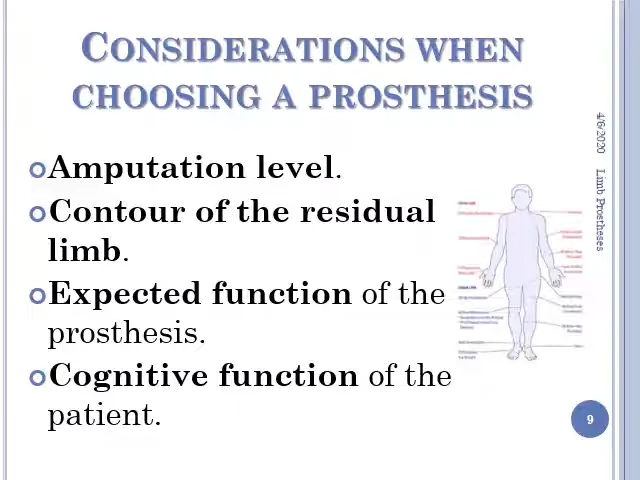 CONSIDERATIONS WHEN
CHOOSING A PROSTHESIS
Amputation level.
Contour of the residual
limb.
Expected function of the
prosthesis.
Cognitive function of the
patient.
4/6/2020
Limb Prostheses
9